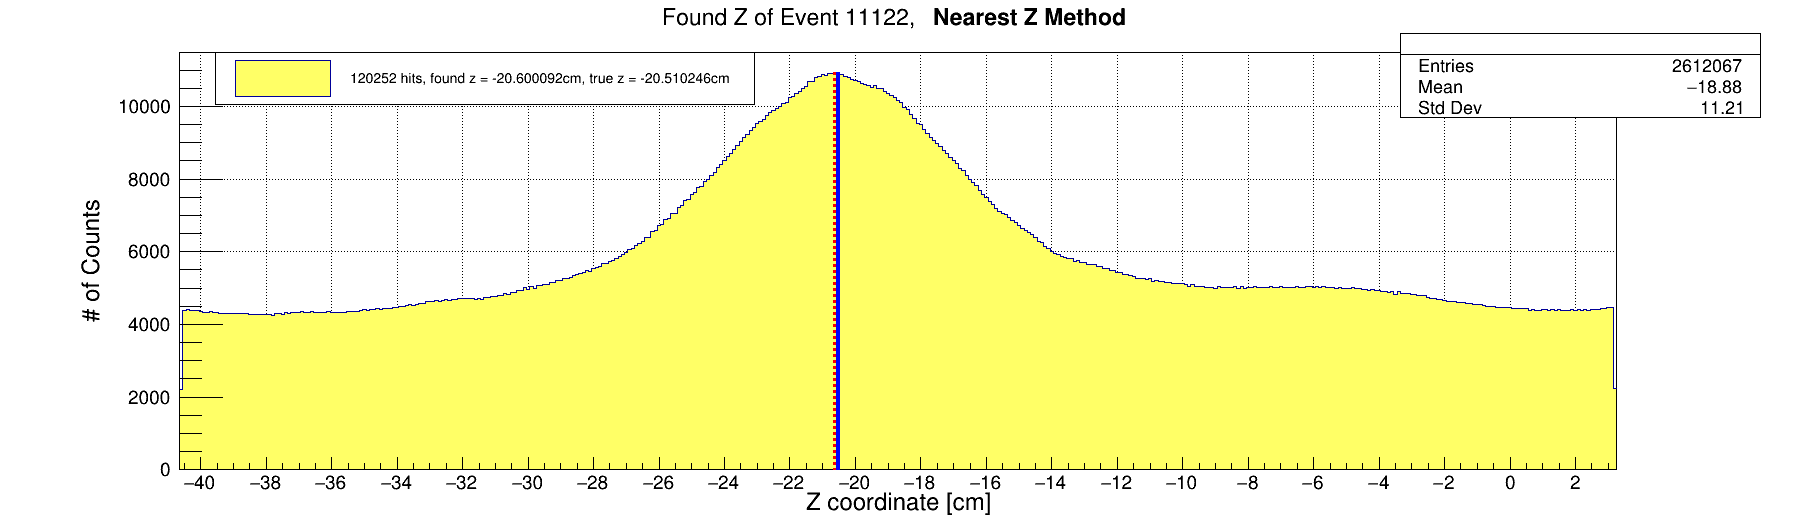 Found Z of Event 11122, Nearest Z Method
120252 hits, found z = -20.600092cm, true z = -20.510246cm
Entries 2612067
Mean −18.88
Std Dev 11.21
# of Counts
10000
8000
6000
4000
2000
0
−40 −38 −36 −34 −32 −30 −28 −26 −24 −22 −20 −18 −16 −14 −12 −10 −8 −6 −4 −2 0 2
Z coordinate [cm]